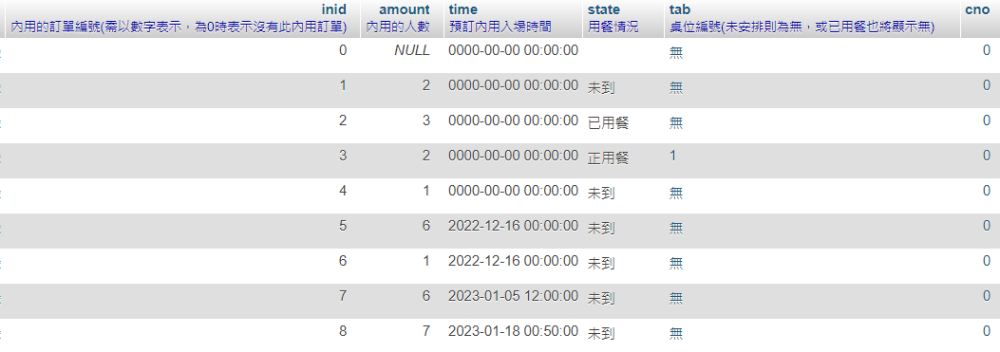 inid amount time state tab cno
內用的訂單編號(需以數字表示，為0時表示沒有此內用訂單) 內用的人數 預訂內用入場時間 用餐情況 桌位編號(未安排則為無，或已用餐也將顯示無)
0 NULL 0000-00-00 00:00:00 無 0
1 2 0000-00-00 00:00:00 未到 無 0
2 3 0000-00-00 00:00:00 已用餐 無 0
3 2 0000-00-00 00:00:00 正用餐 1 0
4 1 0000-00-00 00:00:00 未到 無 0
5 6 2022-12-16 00:00:00 未到 無 0
6 1 2022-12-16 00:00:00 未到 無 0
7 6 2023-01-05 12:00:00 未到 無 0
8 7 2023-01-18 00:50:00 未到 無 0